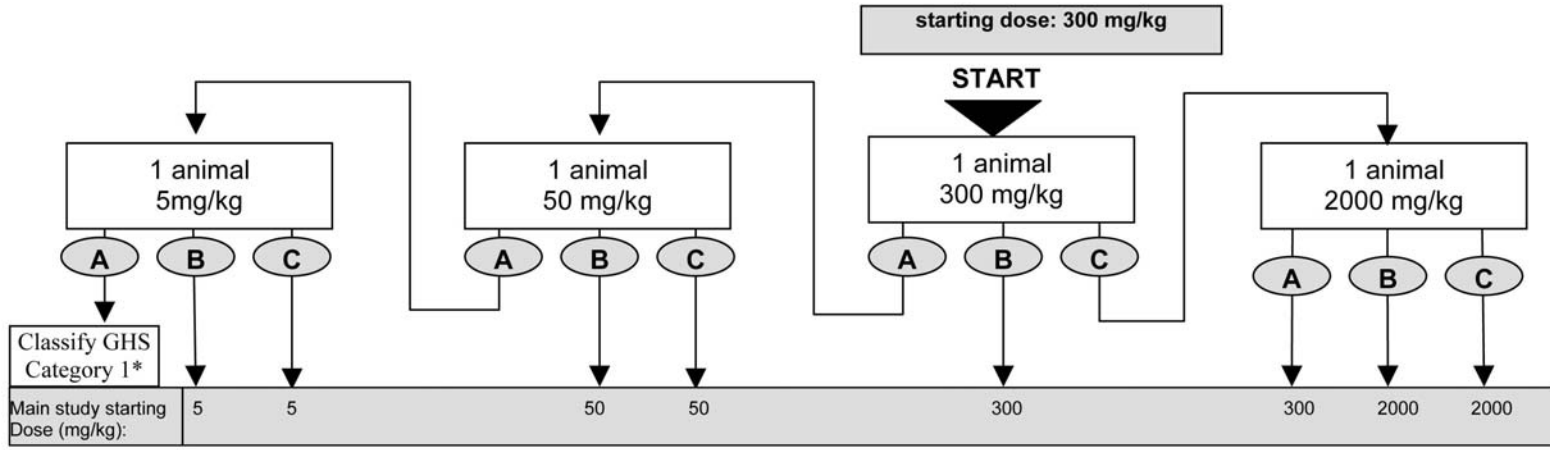 starting dose: 300 mg/kg
START
1 animal
5mg/kg
1 animal
50 mg/kg
1 animal
300 mg/kg
1 animal
2000 mg/kg
A B C
A B C
A B C
A B C
Classify GHS
Category 1*
Main study starting
Dose (mg/kg):
5 5 50 50 300 300 2000 2000